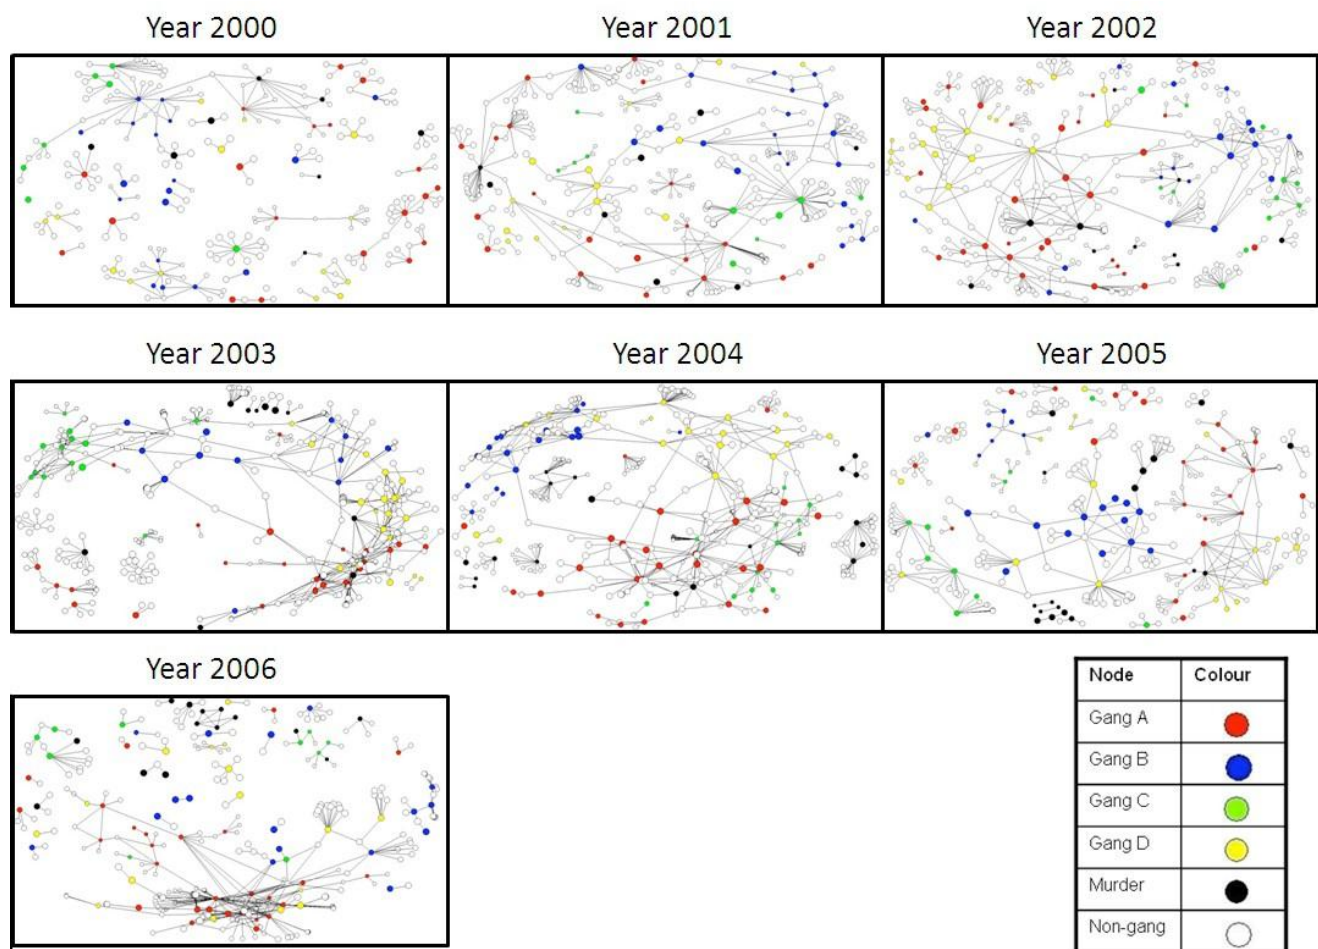 Year 2000
Year 2001
Year 2002
Year 2003
Year 2004
Year 2005
Year 2006
Node Colour
Gang A
Gang B
Gang C
Gang D
Murder
Non-gang